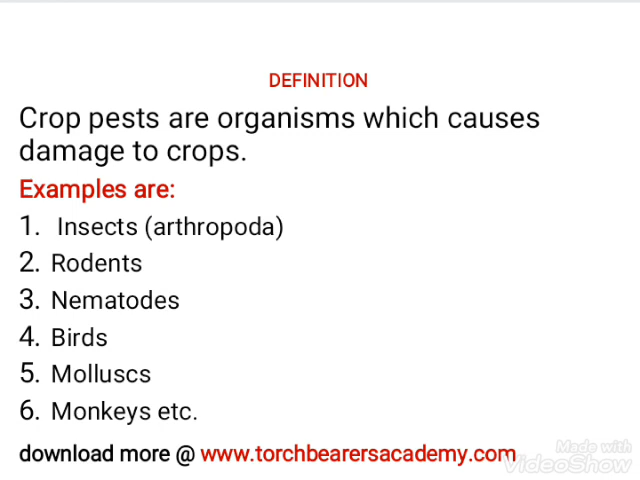 DEFINITION
Crop pests are organisms which causes
damage to crops.
Examples are:
1. Insects (arthropoda)
2. Rodents
3. Nematodes
4. Birds
5. Molluscs
6. Monkeys etc.
download more @ www.torchbearersacademy.com
Made with
VideoShow